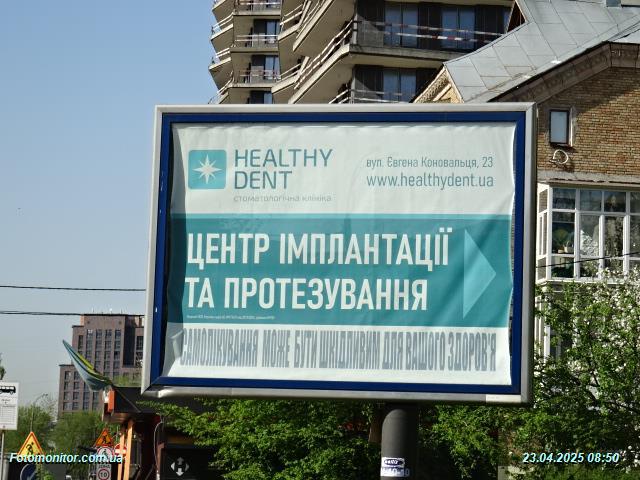 HEALTHY
DENT
стоматологічна клініка
вул. Євгена Коновальця, 23
www.healthydent.ua
ЦЕНТР ІМПЛАНТАЦІЇ
ТА ПРОТЕЗУВАННЯ
САМОЛІКУВАННЯ МОЖЕ БУТИ ШКІДЛИВИМ ДЛЯ ВАШОГО ЗДОРОВ'Я
Fotomonitor.com.ua
23.04.2025 08:50